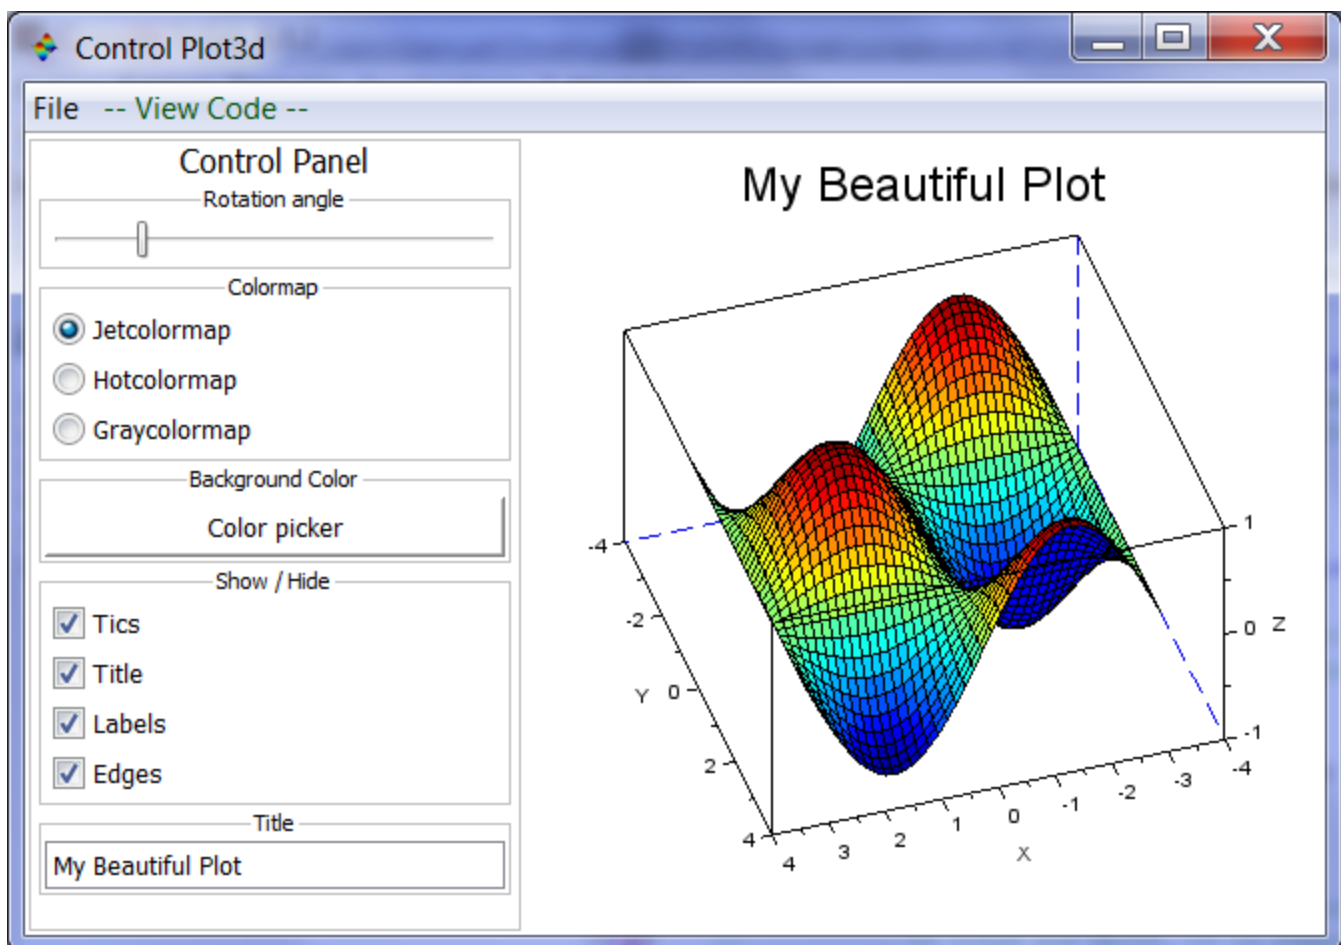 Control Plot3d
File -- View Code --
Control Panel
Rotation angle
Colormap
Jetcolormap
Hotcolormap
Graycolormap
Background Color
Color picker
Show / Hide
Tics
Title
Labels
Edges
Title
My Beautiful Plot
My Beautiful Plot
-4
-2
Y 0
2
4
4 3 2 1 0 -1 -2 -3 -4
X
1
0 Z
-1